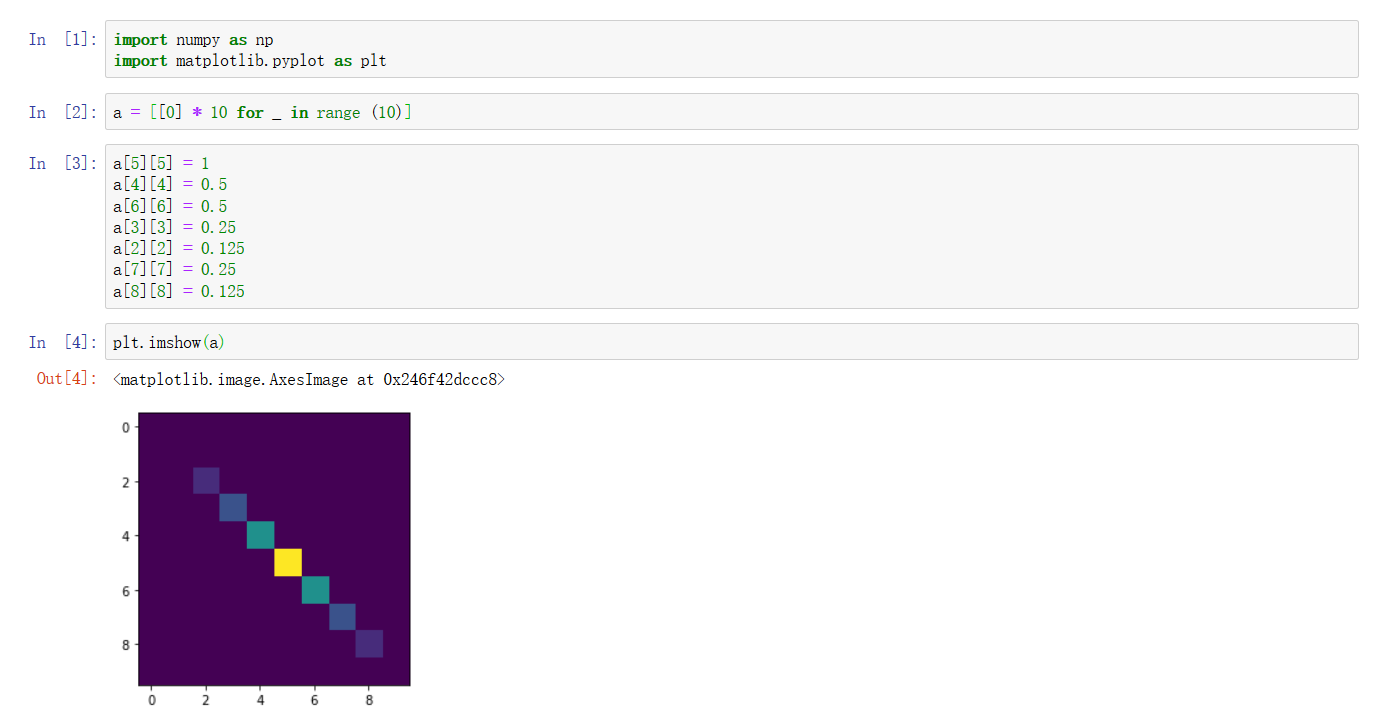 In [1]: import numpy as np
import matplotlib.pyplot as plt
In [2]: a = [[0] * 10 for _ in range (10)]
In [3]: a[5][5] = 1
a[4][4] = 0.5
a[6][6] = 0.5
a[3][3] = 0.25
a[2][2] = 0.125
a[7][7] = 0.25
a[8][8] = 0.125
In [4]: plt.imshow(a)
Out[4]: <matplotlib.image.AxesImage at 0x246f42dccc8>
0
2
4
6
8
0 2 4 6 8